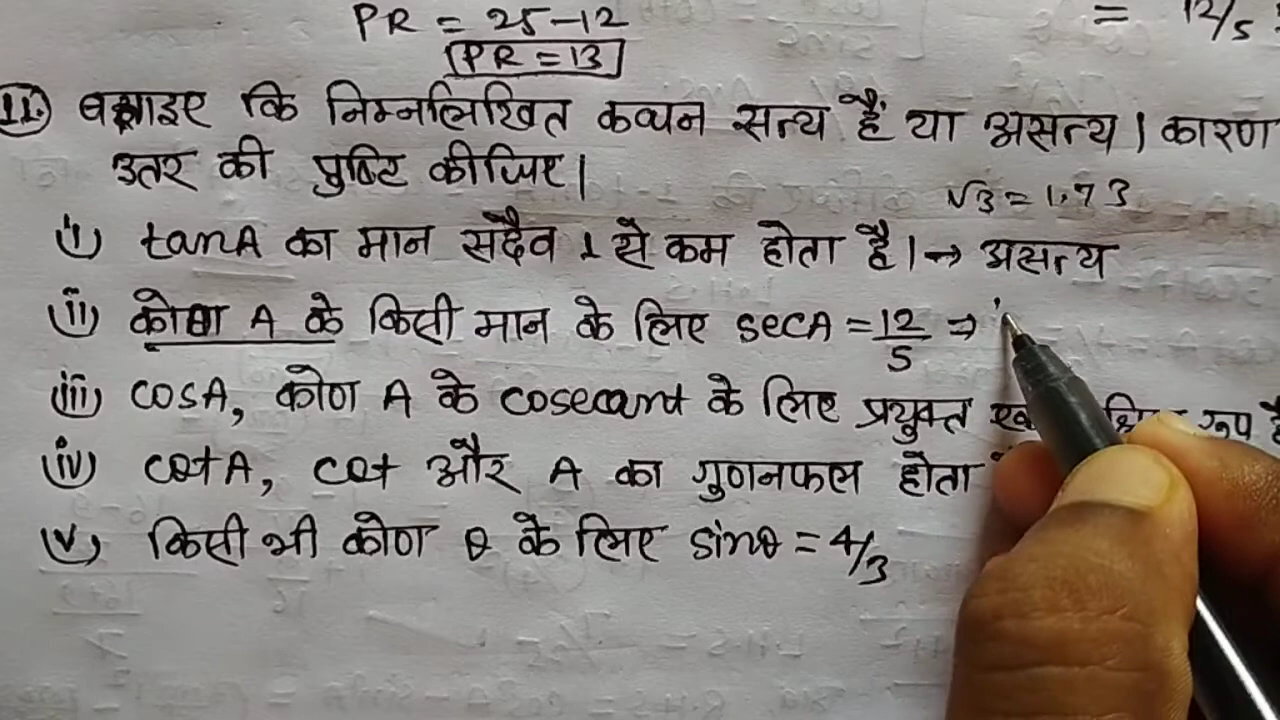 PR = 25-12
= 12/5
PR = 13
11. बताइए कि निम्नलिखित कथन सत्य हैं या असत्य। कारण
उतर की पुष्टि कीजिए।
√3 = 1.73
(i) tanA का मान सदैव 1 से कम होता है। → असत्य
(ii) कोण A के किसी मान के लिए secA = 12/5 ⇒
(iii) cosA, कोण A के cosecant के लिए प्रयुक्त रूप
(iv) cotA, cot और A का गुणनफल होता
(v) किसी भी कोण θ के लिए sinθ = 4/3